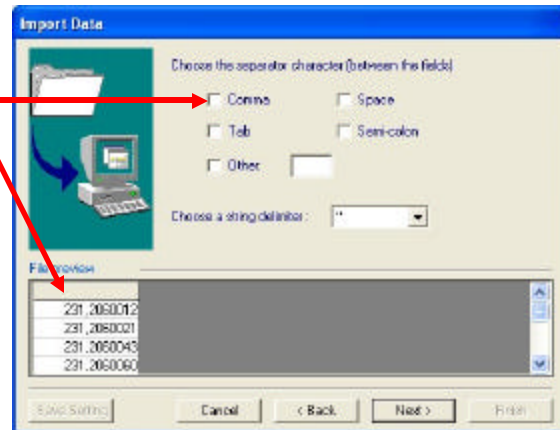 Import Data
Choose the separator character (between the fields)
Comma
Space
Tab
Semi-colon
Other
Choose a string delimiter :
"
File preview
231,2060012
231,2060021
231,2060043
231,2060060
Save Setting
Cancel
< Back
Next >
Finish